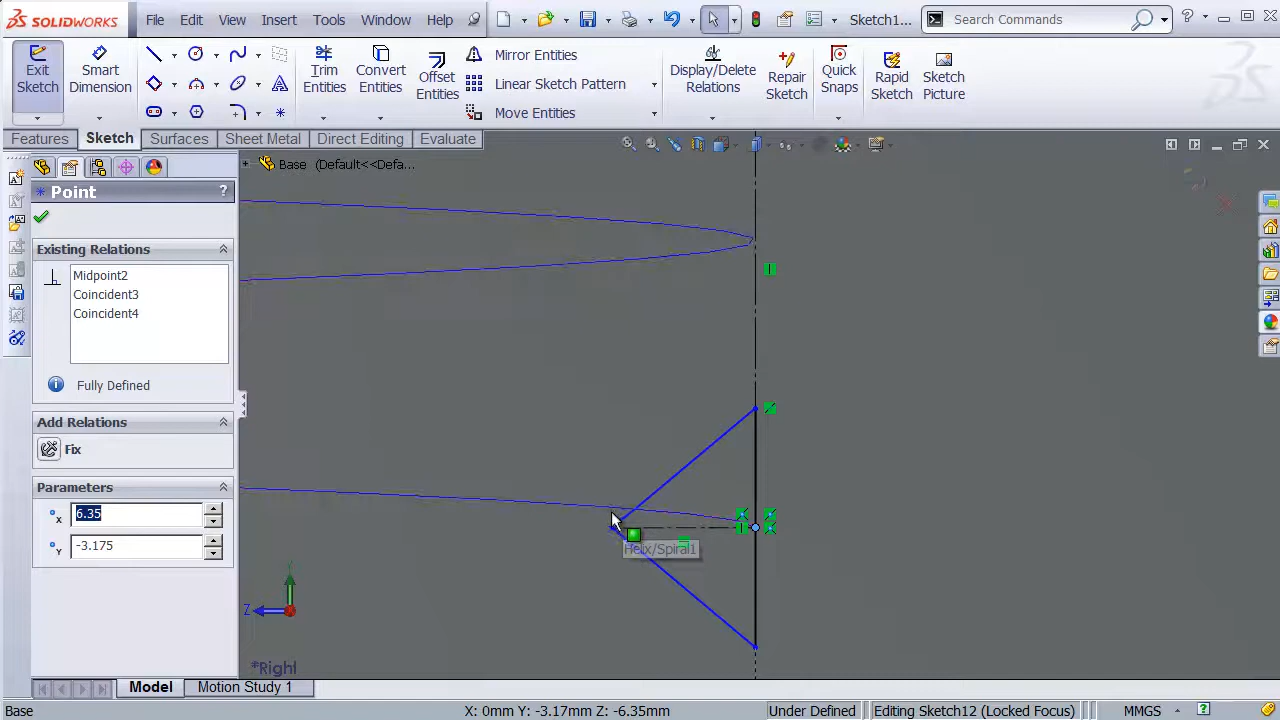 SOLIDWORKS File Edit View Insert Tools Window Help Sketch1... Search Commands ?
Exit Sketch
Smart Dimension
Trim Entities
Convert Entities
Offset Entities
Mirror Entities
Linear Sketch Pattern
Move Entities
Display/Delete Relations
Repair Sketch
Quick Snaps
Rapid Sketch
Sketch Picture
Features Sketch Surfaces Sheet Metal Direct Editing Evaluate
Base (Default<<Defa...
Point ?
Existing Relations
Midpoint2
Coincident3
Coincident4
Fully Defined
Add Relations
Fix
Parameters
X 6.35
Y -3.175
Helix/Spiral1
Y
Z
*Right
Model Motion Study 1
Base X: 0mm Y: -3.17mm Z: -6.35mm Under Defined Editing Sketch12 (Locked Focus) MMGS ?